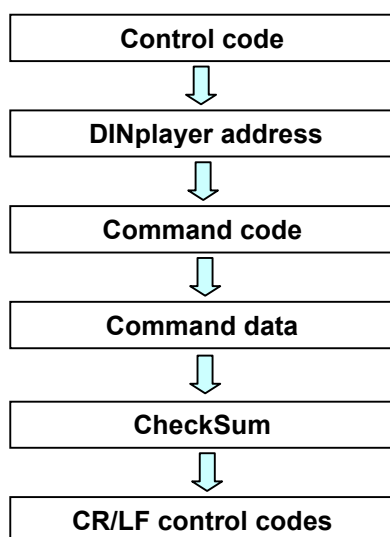 Control code
DINplayer address
Command code
Command data
CheckSum
CR/LF control codes